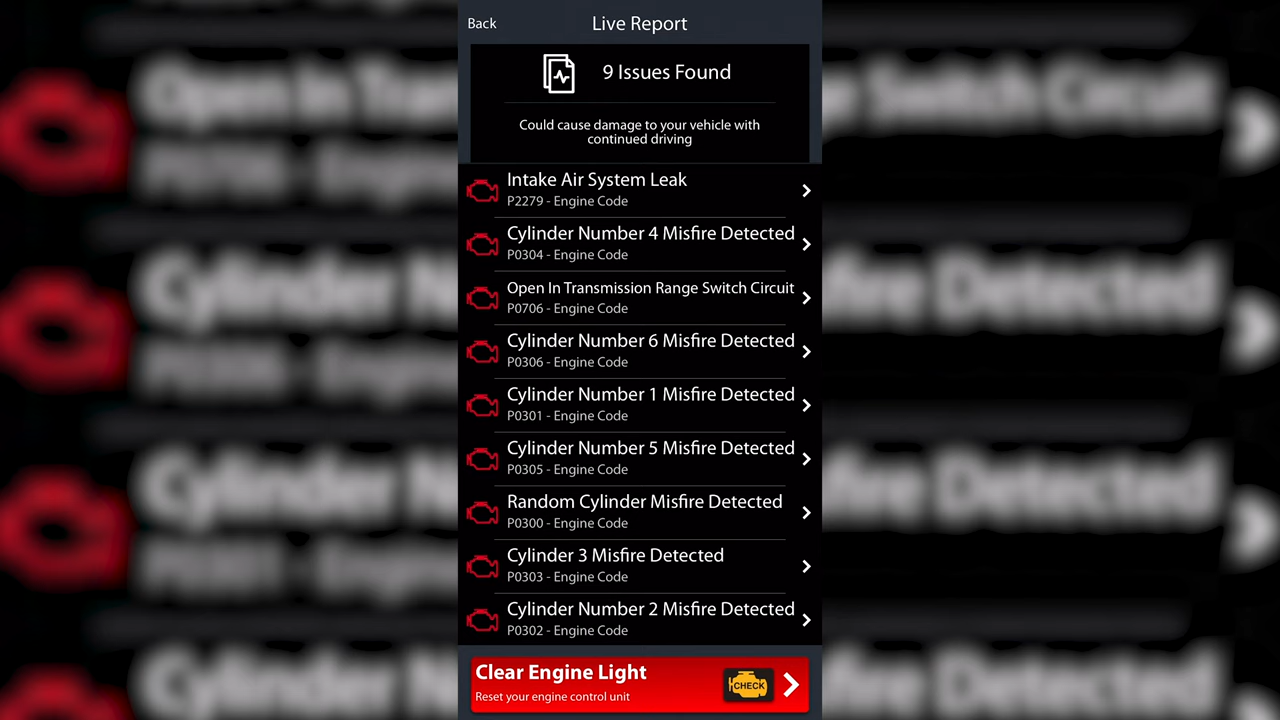 Back
Live Report
9 Issues Found
Could cause damage to your vehicle with
continued driving
Intake Air System Leak
P2279 - Engine Code
Cylinder Number 4 Misfire Detected
P0304 - Engine Code
Open In Transmission Range Switch Circuit
P0706 - Engine Code
Cylinder Number 6 Misfire Detected
P0306 - Engine Code
Cylinder Number 1 Misfire Detected
P0301 - Engine Code
Cylinder Number 5 Misfire Detected
P0305 - Engine Code
Random Cylinder Misfire Detected
P0300 - Engine Code
Cylinder 3 Misfire Detected
P0303 - Engine Code
Cylinder Number 2 Misfire Detected
P0302 - Engine Code
Clear Engine Light
Reset your engine control unit
CHECK